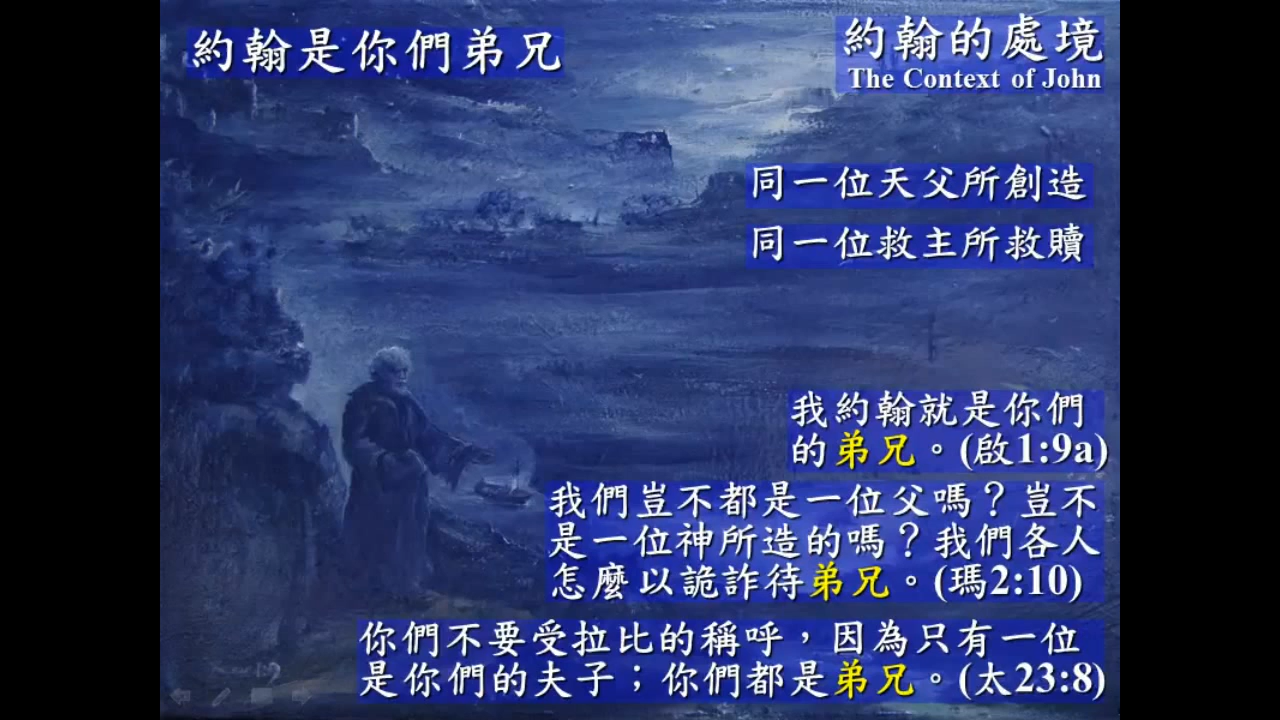 約翰是你們弟兄
約翰的處境
The Context of John
同一位天父所創造
同一位救主所救贖
我約翰就是你們
的弟兄。(啟1:9a)
我們豈不都是一位父嗎？豈不
是一位神所造的嗎？我們各人
怎麼以詭詐待弟兄。(瑪2:10)
你們不要受拉比的稱呼，因為只有一位
是你們的夫子；你們都是弟兄。(太23:8)